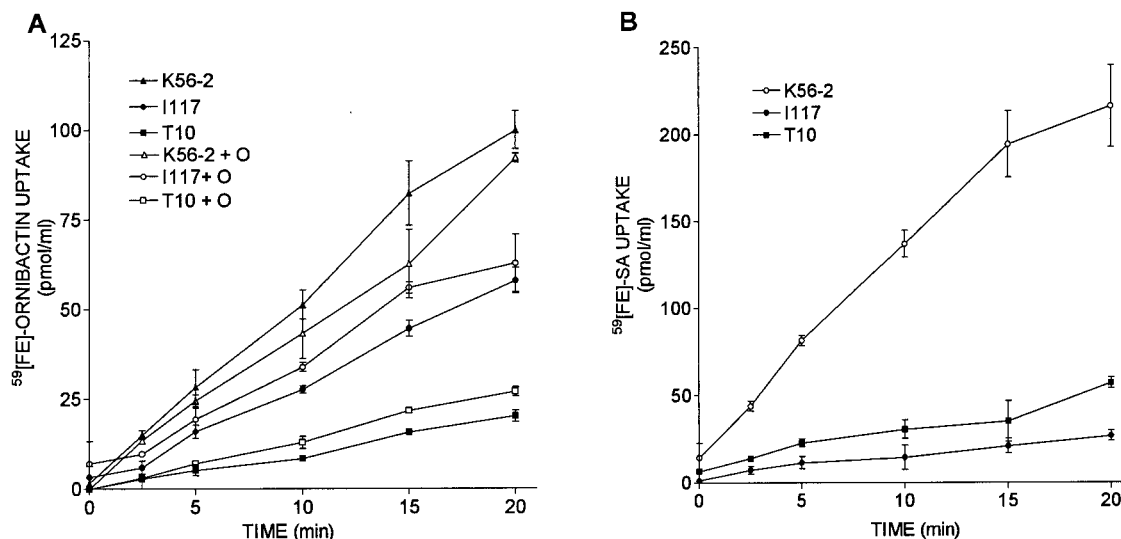 A
125
100
75
50
25
0
⁵⁹[FE]-ORNIBACTIN UPTAKE
(pmol/ml)
K56-2
I117
T10
K56-2 + O
I117+ O
T10 + O
0 5 10 15 20
TIME (min)
B
250
200
150
100
50
0
⁵⁹[FE]-SA UPTAKE
(pmol/ml)
K56-2
I117
T10
0 5 10 15 20
TIME (min)